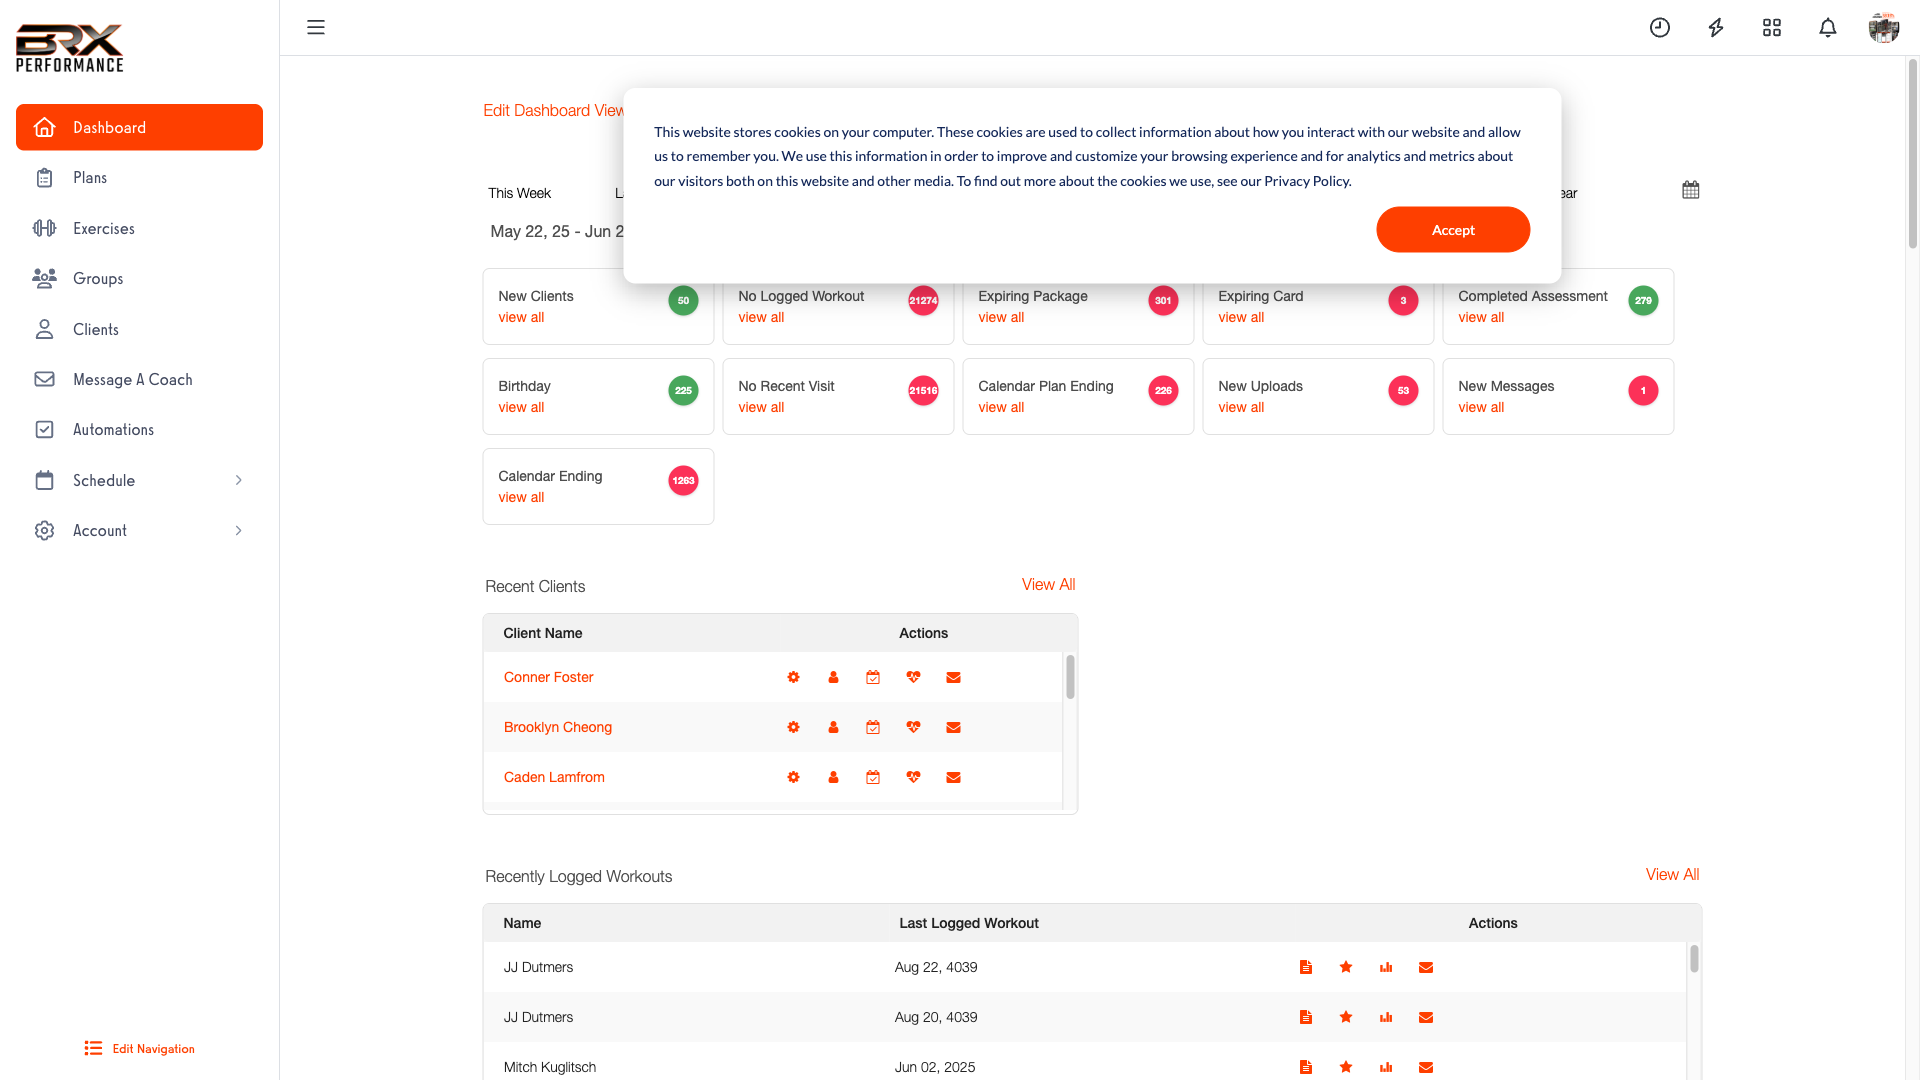 BRX
PERFORMANCE
Dashboard
Plans
Exercises
Groups
Clients
Message A Coach
Automations
Schedule
Account
Edit Navigation
Edit Dashboard View
This website stores cookies on your computer. These cookies are used to collect information about how you interact with our website and allow
us to remember you. We use this information in order to improve and customize your browsing experience and for analytics and metrics about
our visitors both on this website and other media. To find out more about the cookies we use, see our Privacy Policy.
Accept
This Week
May 22, 25 - Jun 2
New Clients 50
view all
No Logged Workout 21274
view all
Expiring Package 301
view all
Expiring Card 3
view all
Completed Assessment 279
view all
Birthday 225
view all
No Recent Visit 21516
view all
Calendar Plan Ending 226
view all
New Uploads 53
view all
New Messages 1
view all
Calendar Ending 1263
view all
Recent Clients View All
Client Name Actions
Conner Foster
Brooklyn Cheong
Caden Lamfrom
Recently Logged Workouts View All
Name Last Logged Workout Actions
JJ Dutmers Aug 22, 4039
JJ Dutmers Aug 20, 4039
Mitch Kuglitsch Jun 02, 2025